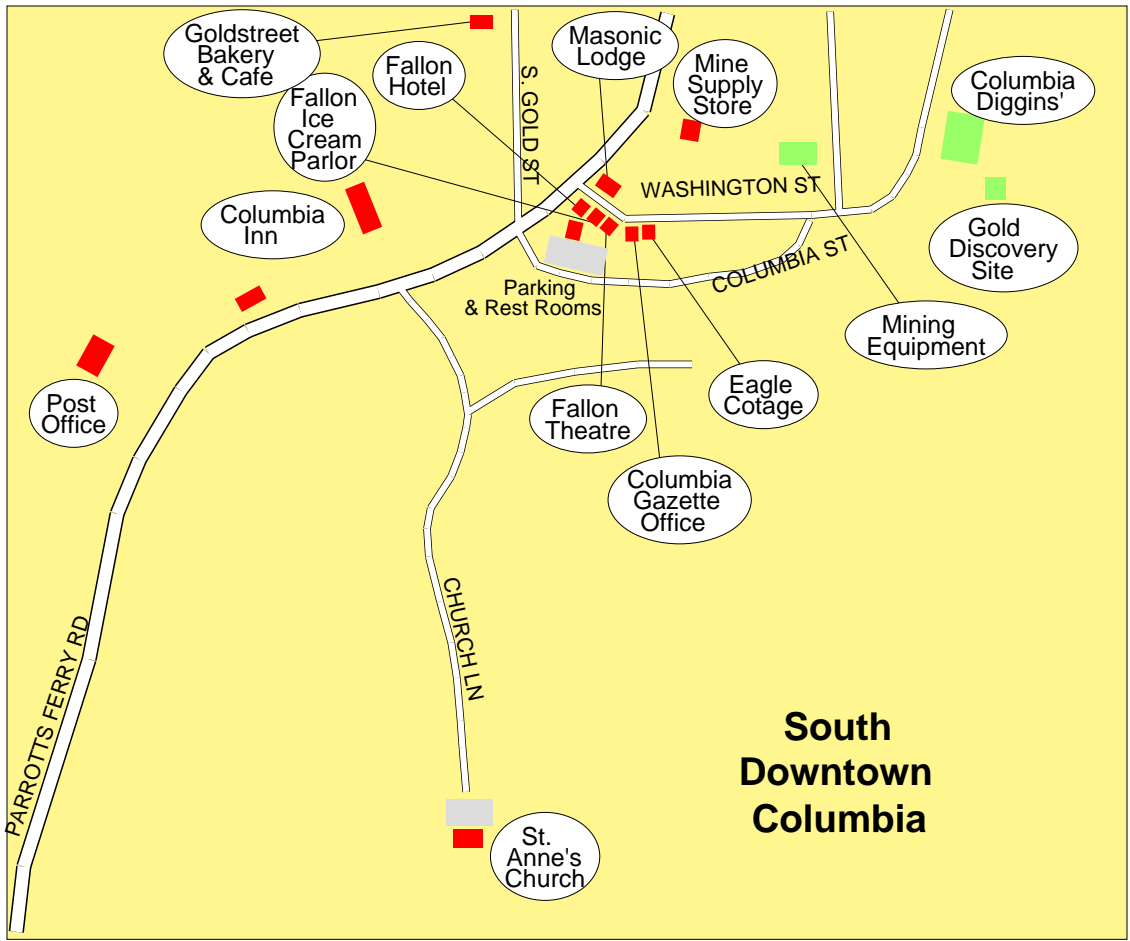 Goldstreet
Bakery
& Cafe
Fallon
Hotel
Masonic
Lodge
Mine
Supply
Store
Columbia
Diggins'
Fallon
Ice
Cream
Parlor
S. GOLD ST
WASHINGTON ST
Columbia
Inn
Gold
Discovery
Site
COLUMBIA ST
Parking
& Rest Rooms
Mining
Equipment
Post
Office
Eagle
Cotage
Fallon
Theatre
Columbia
Gazette
Office
CHURCH LN
PARROTTS FERRY RD
South
Downtown
Columbia
St.
Anne's
Church